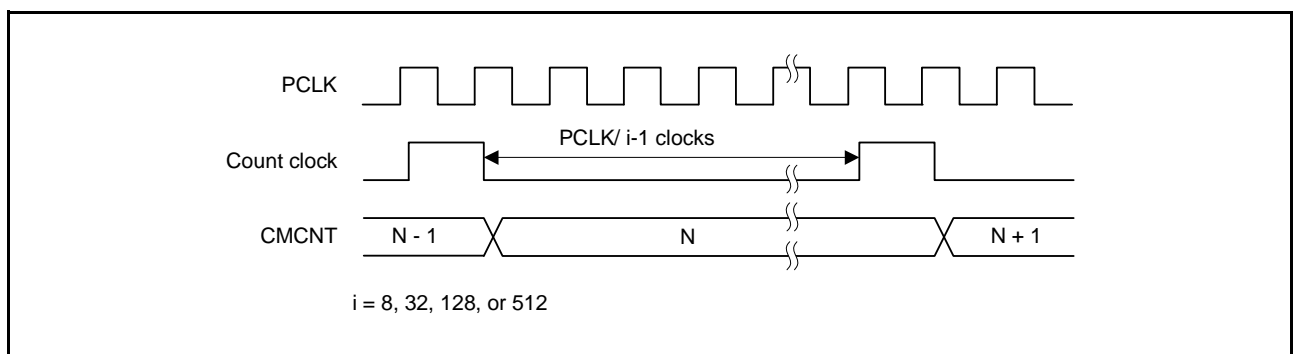 PCLK
PCLK/ i-1 clocks
Count clock
CMCNT N - 1 N N + 1
i = 8, 32, 128, or 512